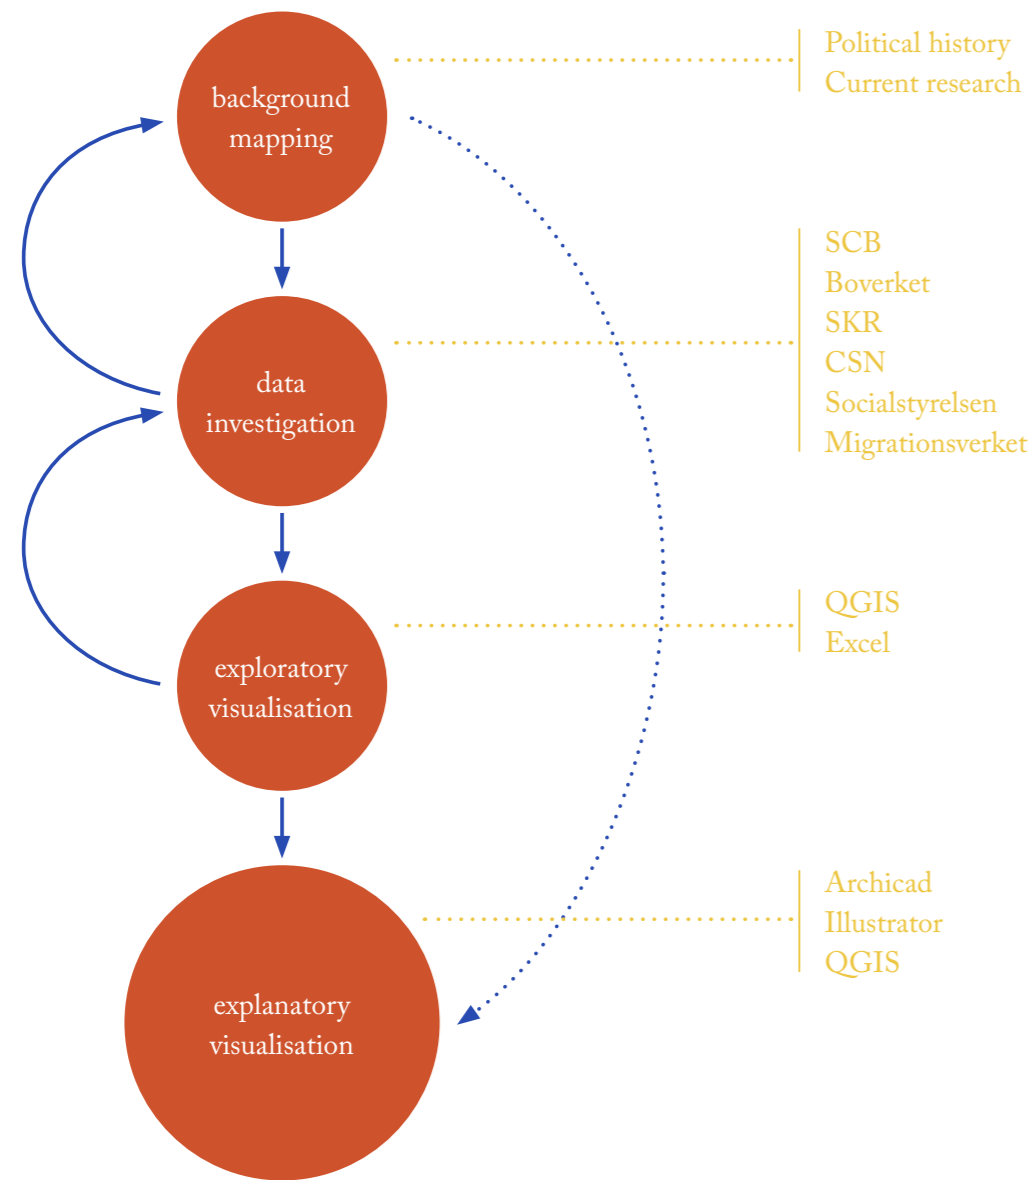 background
mapping
Political history
Current research
data
investigation
SCB
Boverket
SKR
CSN
Socialstyrelsen
Migrationsverket
exploratory
visualisation
QGIS
Excel
explanatory
visualisation
Archicad
Illustrator
QGIS